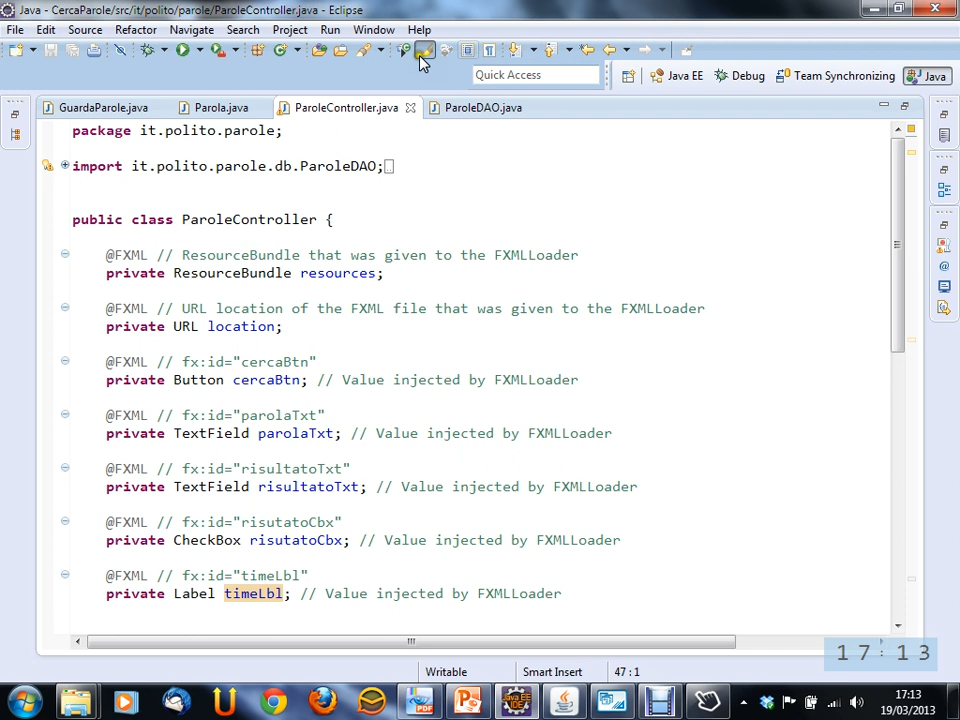 Java - CercaParole/src/it/polito/parole/ParoleController.java - Eclipse
File Edit Source Refactor Navigate Search Project Run Window Help
Quick Access
Java EE Debug Team Synchronizing Java
GuardaParole.java Parola.java ParoleController.java ParoleDAO.java
package it.polito.parole;
import it.polito.parole.db.ParoleDAO;
public class ParoleController {
@FXML // ResourceBundle that was given to the FXMLLoader
private ResourceBundle resources;
@FXML // URL location of the FXML file that was given to the FXMLLoader
private URL location;
@FXML // fx:id="cercaBtn"
private Button cercaBtn; // Value injected by FXMLLoader
@FXML // fx:id="parolaTxt"
private TextField parolaTxt; // Value injected by FXMLLoader
@FXML // fx:id="risultatoTxt"
private TextField risultatoTxt; // Value injected by FXMLLoader
@FXML // fx:id="risutatoCbx"
private CheckBox risutatoCbx; // Value injected by FXMLLoader
@FXML // fx:id="timeLbl"
private Label timeLbl; // Value injected by FXMLLoader
17:13
Writable Smart Insert 47 : 1
17:13
19/03/2013